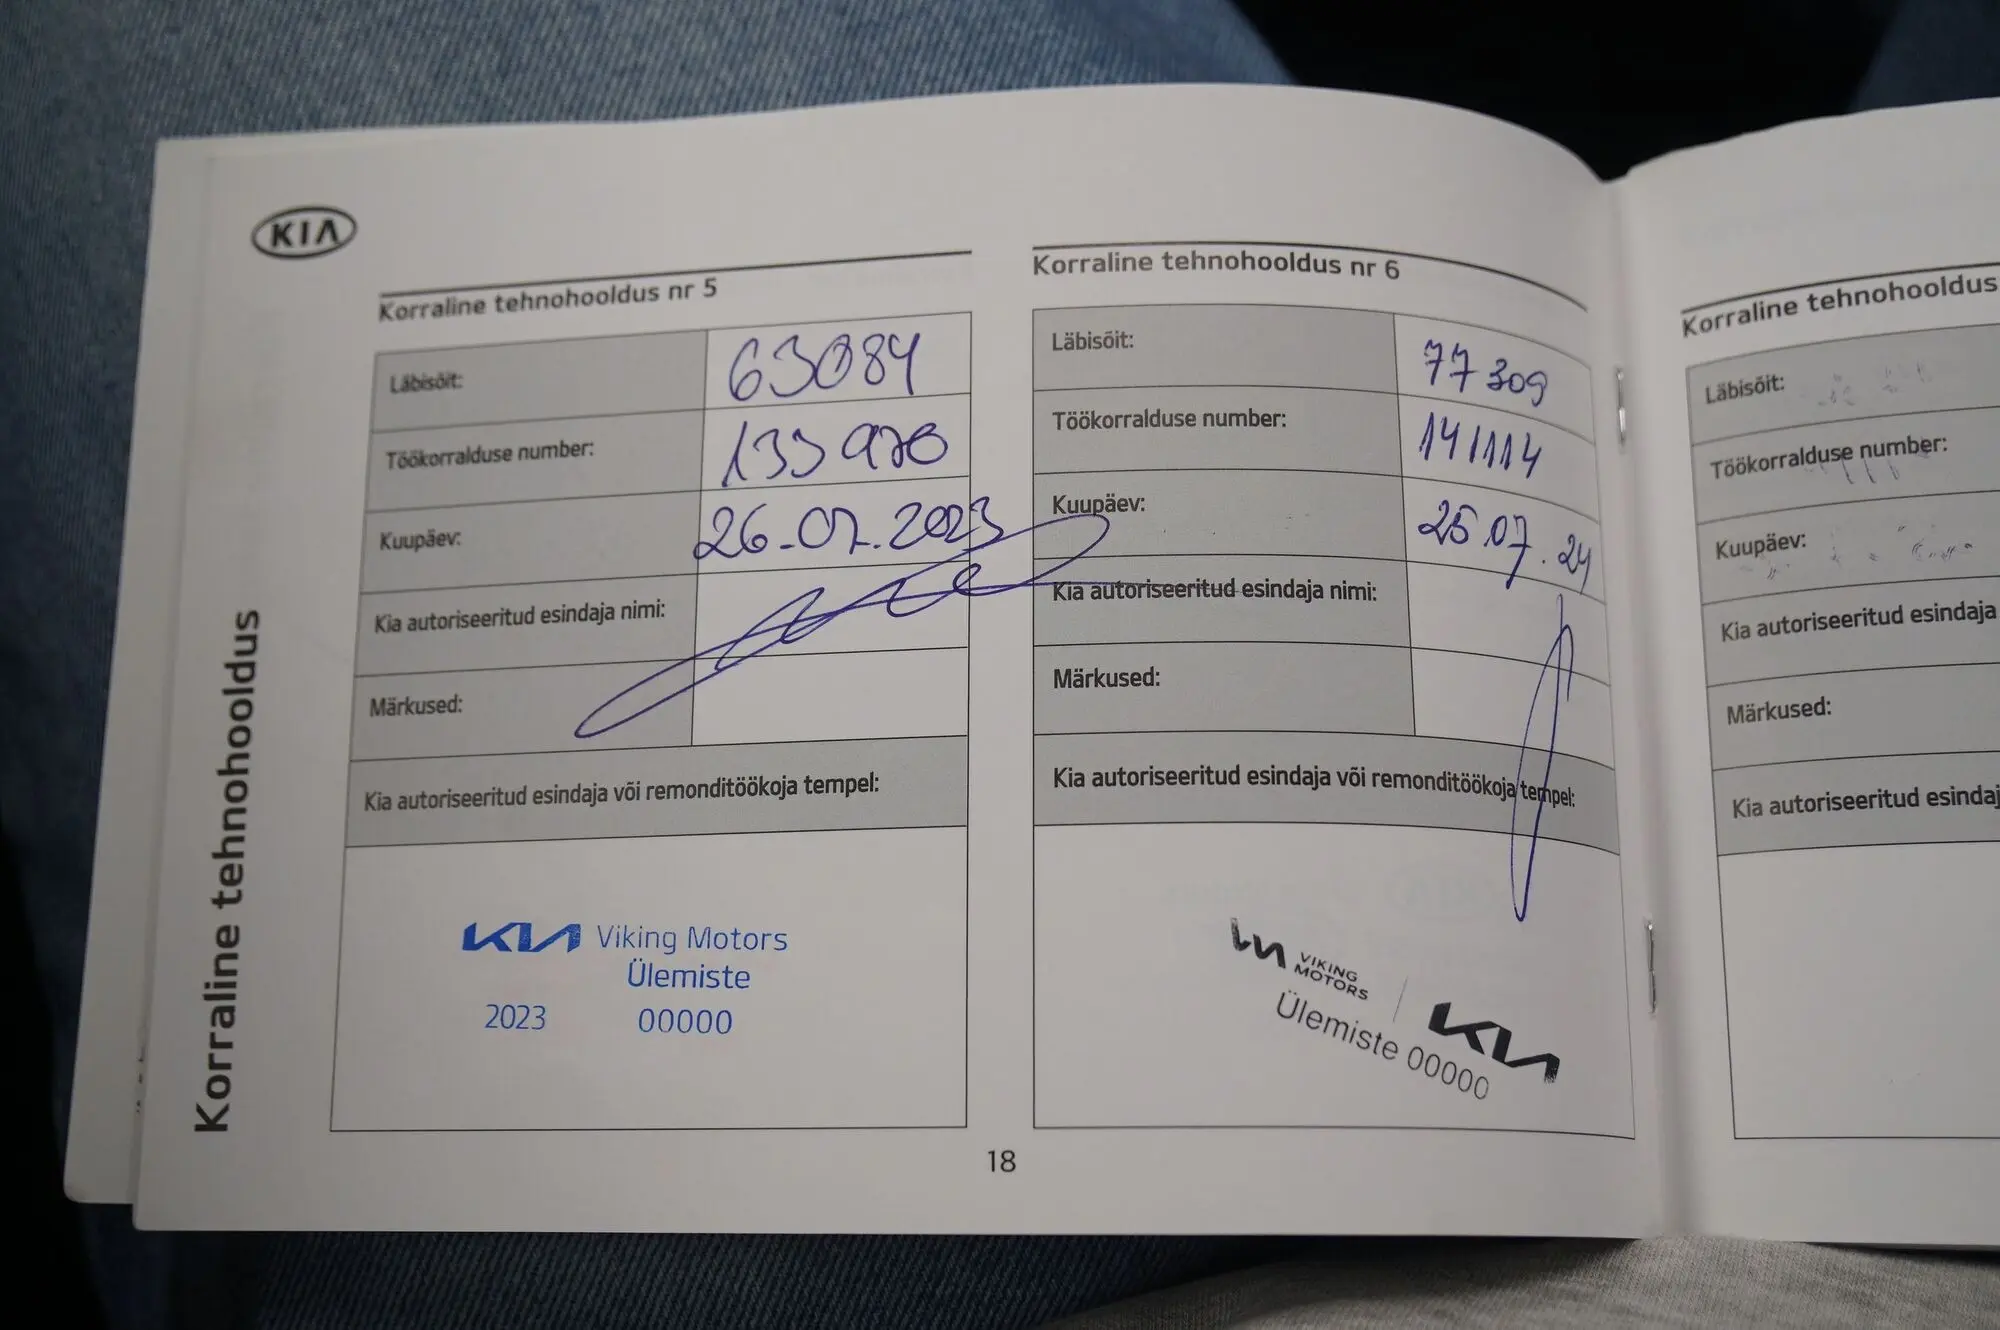 KIA
Korraline tehnohooldus
Korraline tehnohooldus nr 5
Läbisõit: 63084
Töökorralduse number: 133970
Kuupäev: 26.07.2023
Kia autoriseeritud esindaja nimi:
Märkused:
Kia autoriseeritud esindaja või remonditöökoja tempel:
KIA Viking Motors
Ülemiste
2023 00000
Korraline tehnohooldus nr 6
Läbisõit: 77309
Töökorralduse number: 141114
Kuupäev: 25.07.24
Kia autoriseeritud esindaja nimi:
Märkused:
Kia autoriseeritud esindaja või remonditöökoja tempel:
VIKING
MOTORS
KIA
Ülemiste 00000
18
Korraline tehnohooldus
Läbisõit:
Töökorralduse number:
Kuupäev:
Kia autoriseeritud esindaja
Märkused:
Kia autoriseeritud esindaj